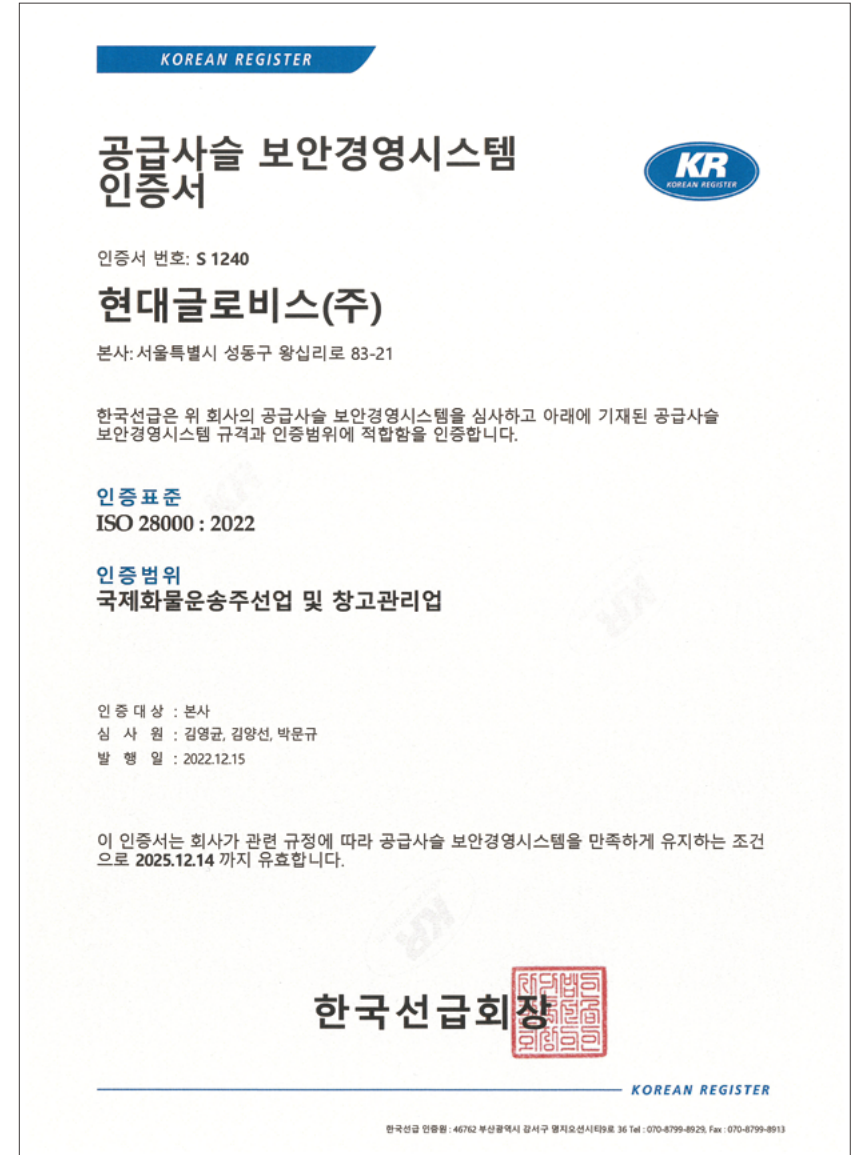 KOREAN REGISTER
공급사슬 보안경영시스템
인증서
KR
KOREAN REGISTER
인증서 번호: S 1240
현대글로비스(주)
본사: 서울특별시 성동구 왕십리로 83-21
한국선급은 위 회사의 공급사슬 보안경영시스템을 심사하고 아래에 기재된 공급사슬
보안경영시스템 규격과 인증범위에 적합함을 인증합니다.
인증표준
ISO 28000 : 2022
인증범위
국제화물운송주선업 및 창고관리업
인증대상 : 본사
심 사 원 : 김영균, 김양선, 박문규
발 행 일 : 2022.12.15
이 인증서는 회사가 관련 규정에 따라 공급사슬 보안경영시스템을 만족하게 유지하는 조건
으로 2025.12.14 까지 유효합니다.
한국선급회장
KOREAN REGISTER
한국선급 인증원 : 46762 부산광역시 강서구 명지오션시티9로 36 Tel : 070-8799-8929, Fax : 070-8799-8913